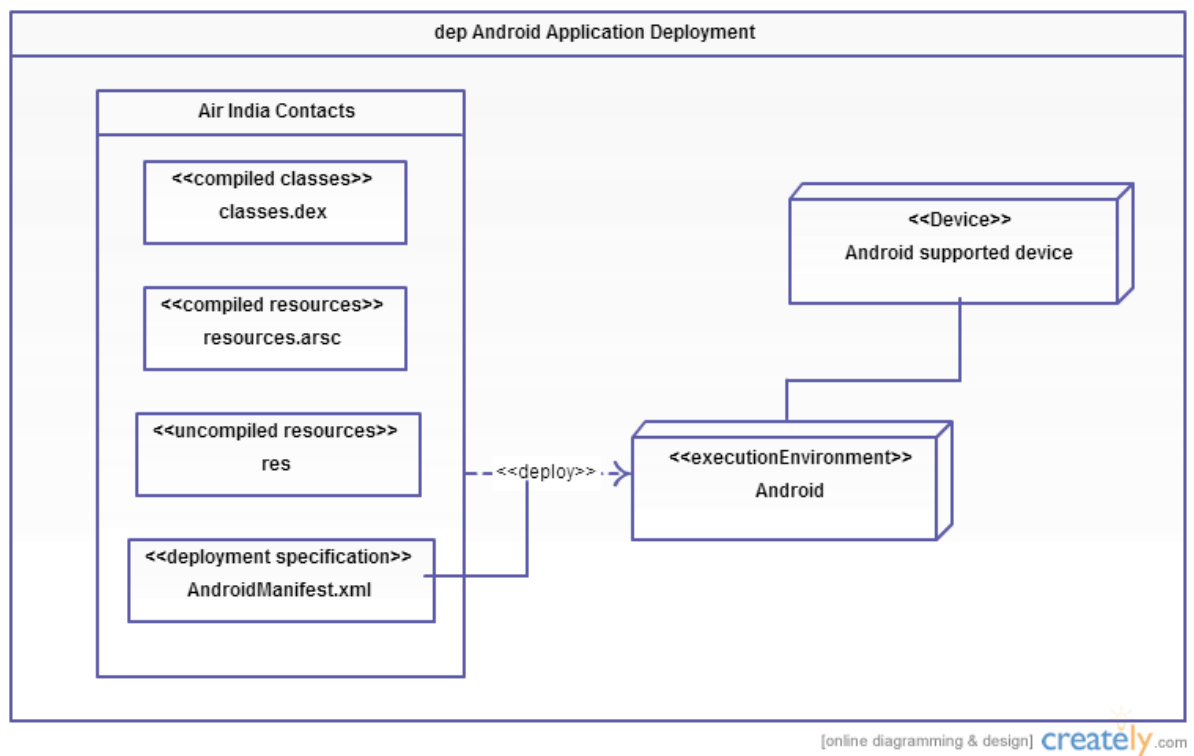 dep Android Application Deployment
Air India Contacts
<<compiled classes>>
classes.dex
<<compiled resources>>
resources.arsc
<<uncompiled resources>>
res
<<deployment specification>>
AndroidManifest.xml
<<deploy>>
<<Device>>
Android supported device
<<executionEnvironment>>
Android
[online diagramming & design] creately.com